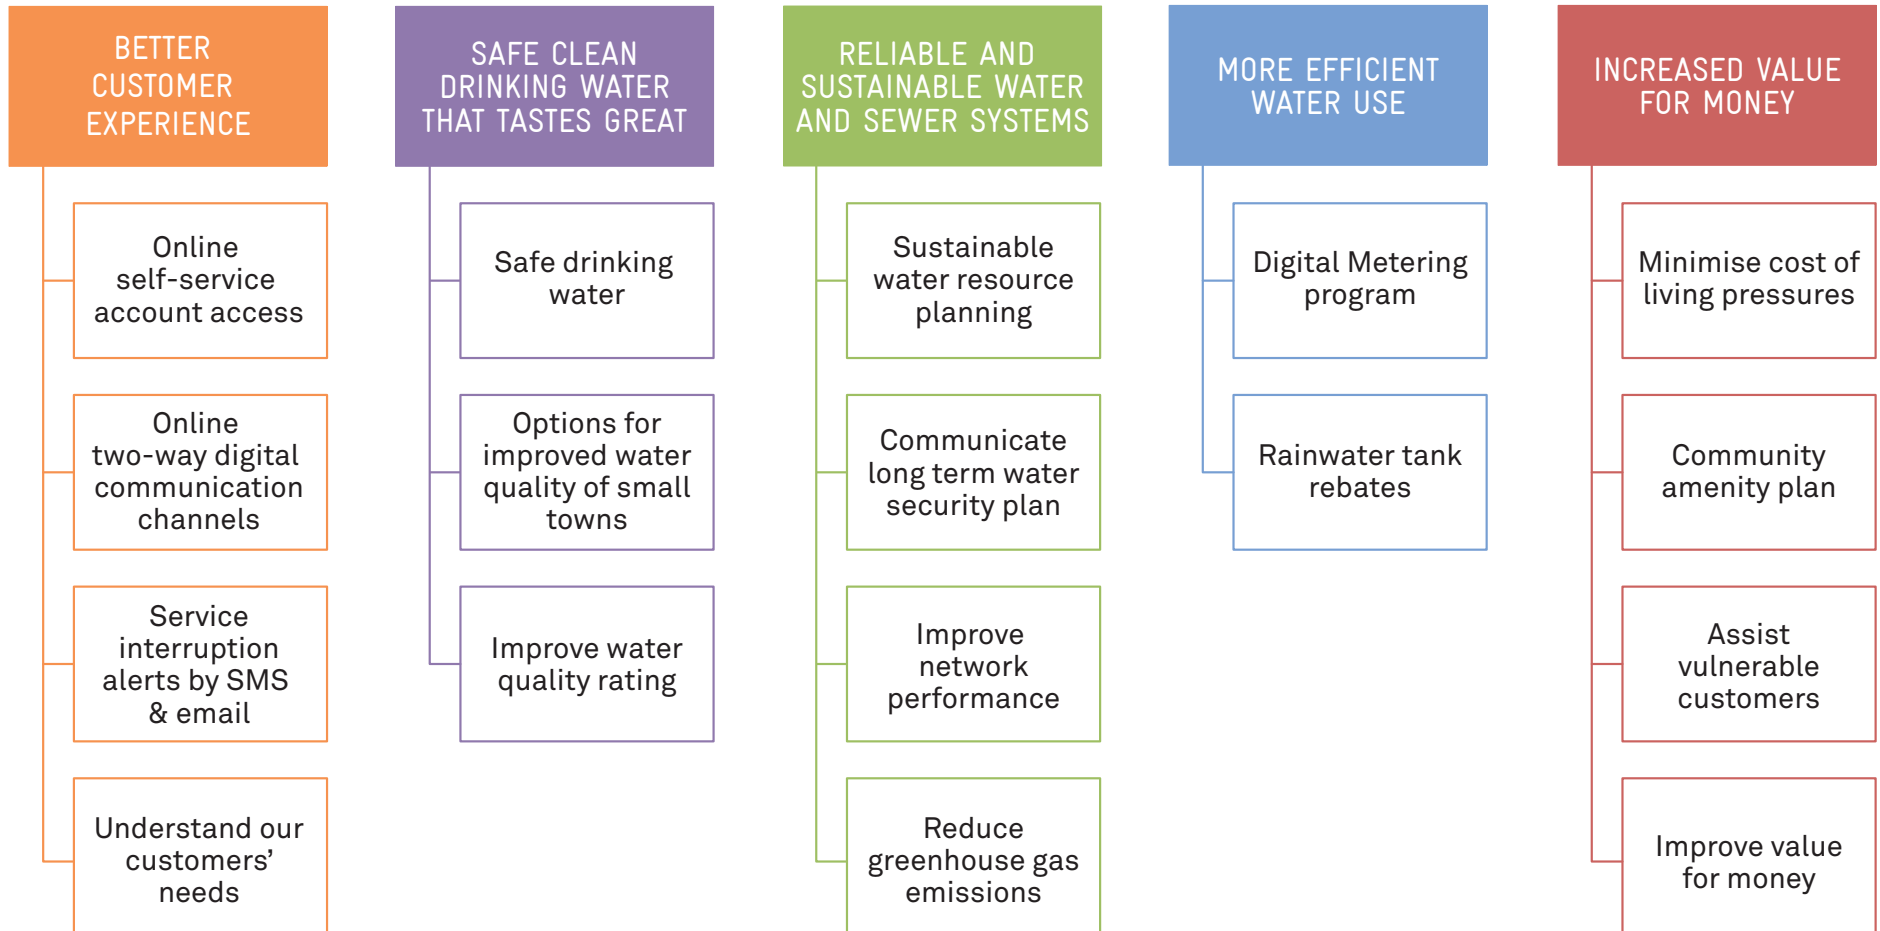 BETTER
CUSTOMER
EXPERIENCE
Online
self-service
account access
Online
two-way digital
communication
channels
Service
interruption
alerts by SMS
& email
Understand our
customers’
needs
SAFE CLEAN
DRINKING WATER
THAT TASTES GREAT
Safe drinking
water
Options for
improved water
quality of small
towns
Improve water
quality rating
RELIABLE AND
SUSTAINABLE WATER
AND SEWER SYSTEMS
Sustainable
water resource
planning
Communicate
long term water
security plan
Improve
network
performance
Reduce
greenhouse gas
emissions
MORE EFFICIENT
WATER USE
Digital Metering
program
Rainwater tank
rebates
INCREASED VALUE
FOR MONEY
Minimise cost of
living pressures
Community
amenity plan
Assist
vulnerable
customers
Improve value
for money